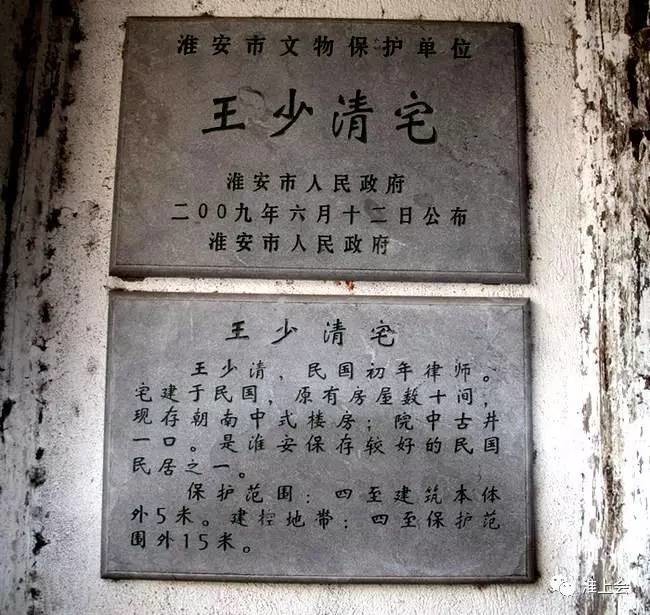 淮安市文物保护单位
王少清宅
淮安市人民政府
二00九年六月十二日公布
淮安市人民政府
王少清宅
王少清，民国初年律师。
宅建于民国，原有房屋数十间，
现存朝南中式楼房；院中古井
一口。是淮安保存较好的民国
民居之一。
保护范围：四至建筑本体
外5米。建控地带：四至保护范
围外15米。
淮上会